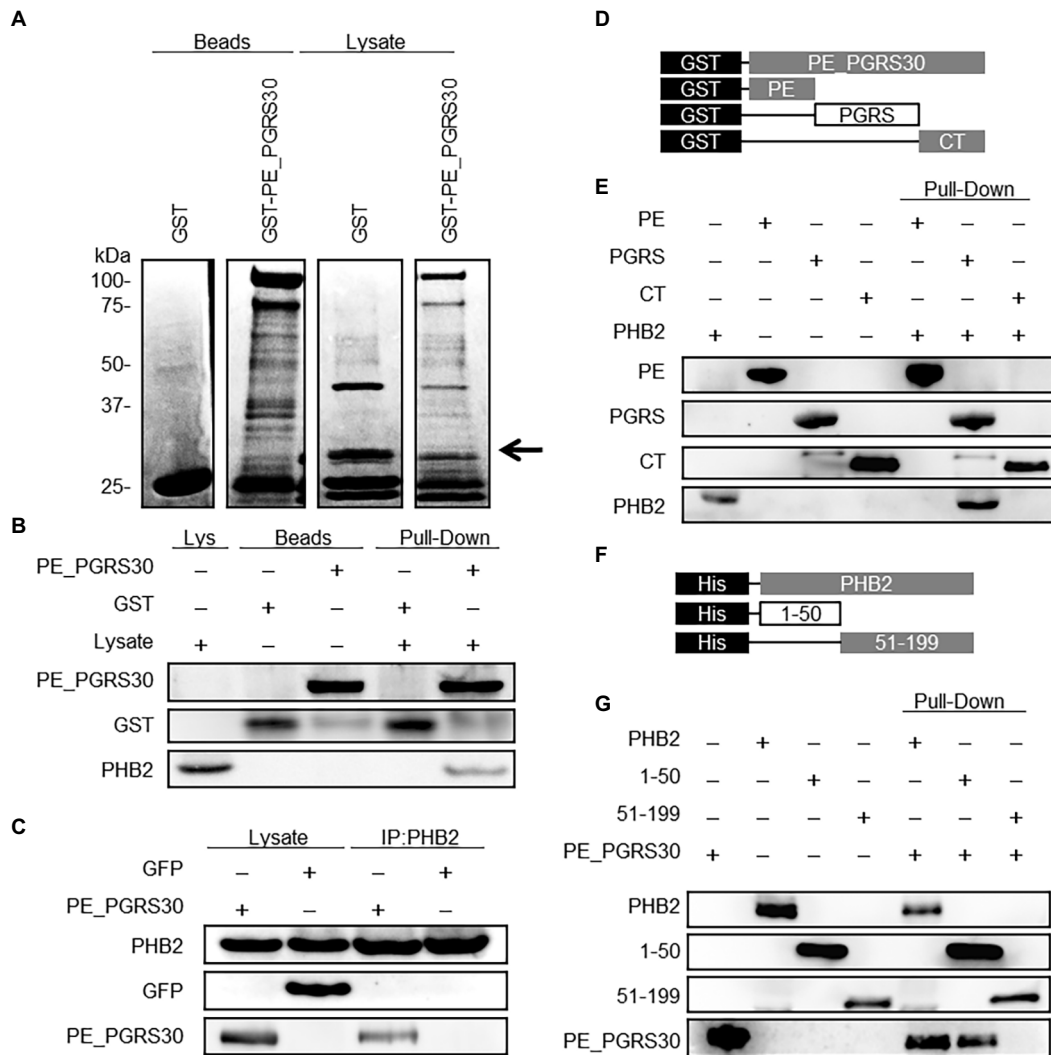 A
Beads Lysate
GST
GST-PE_PGRS30
GST
GST-PE_PGRS30
kDa
100-
75-
50-
37-
25-
B
Lys Beads Pull-Down
PE_PGRS30 – – + – +
GST – + – + –
Lysate + – – + +
PE_PGRS30
GST
PHB2
C
Lysate IP:PHB2
GFP – + – +
PE_PGRS30 + – + –
PHB2
GFP
PE_PGRS30
D
GST PE_PGRS30
GST PE
GST PGRS
GST CT
E
Pull-Down
PE – + – – + – –
PGRS – – + – – + –
CT – – – + – – +
PHB2 + – – – + + +
PE
PGRS
CT
PHB2
F
His PHB2
His 1-50
His 51-199
G
Pull-Down
PHB2 – + – – + – –
1-50 – – + – – + –
51-199 – – – + – – +
PE_PGRS30 + – – – + + +
PHB2
1-50
51-199
PE_PGRS30